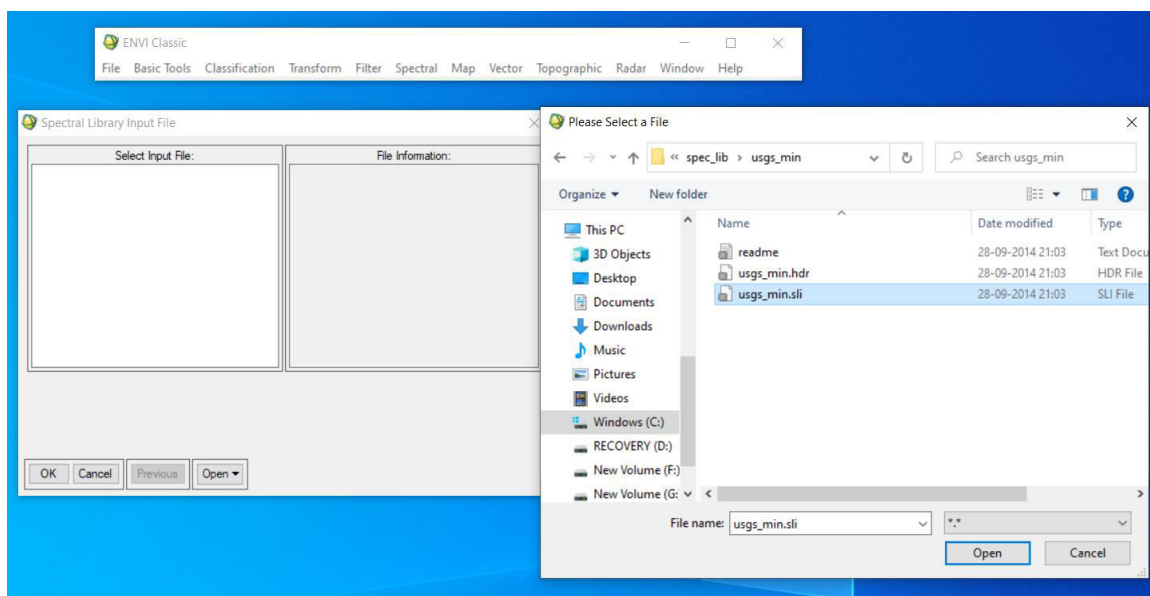 ENVI Classic
File Basic Tools Classification Transform Filter Spectral Map Vector Topographic Radar Window Help
Spectral Library Input File
Select Input File:
File Information:
OK Cancel Previous Open
Please Select a File
« spec_lib › usgs_min
Search usgs_min
Organize New folder
This PC
3D Objects
Desktop
Documents
Downloads
Music
Pictures
Videos
Windows (C:)
RECOVERY (D:)
New Volume (F:)
New Volume (G:
Name Date modified Type
readme 28-09-2014 21:03 Text Docu
usgs_min.hdr 28-09-2014 21:03 HDR File
usgs_min.sli 28-09-2014 21:03 SLI File
File name: usgs_min.sli *.*
Open Cancel